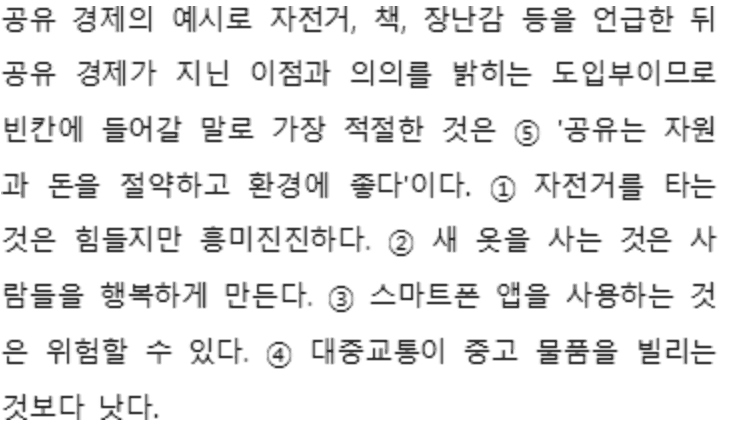 공유 경제의 예시로 자전거, 책, 장난감 등을 언급한 뒤
공유 경제가 지닌 이점과 의의를 밝히는 도입부이므로
빈칸에 들어갈 말로 가장 적절한 것은 ⑤ '공유는 자원
과 돈을 절약하고 환경에 좋다'이다. ① 자전거를 타는
것은 힘들지만 흥미진진하다. ② 새 옷을 사는 것은 사
람들을 행복하게 만든다. ③ 스마트폰 앱을 사용하는 것
은 위험할 수 있다. ④ 대중교통이 중고 물품을 빌리는
것보다 낫다.